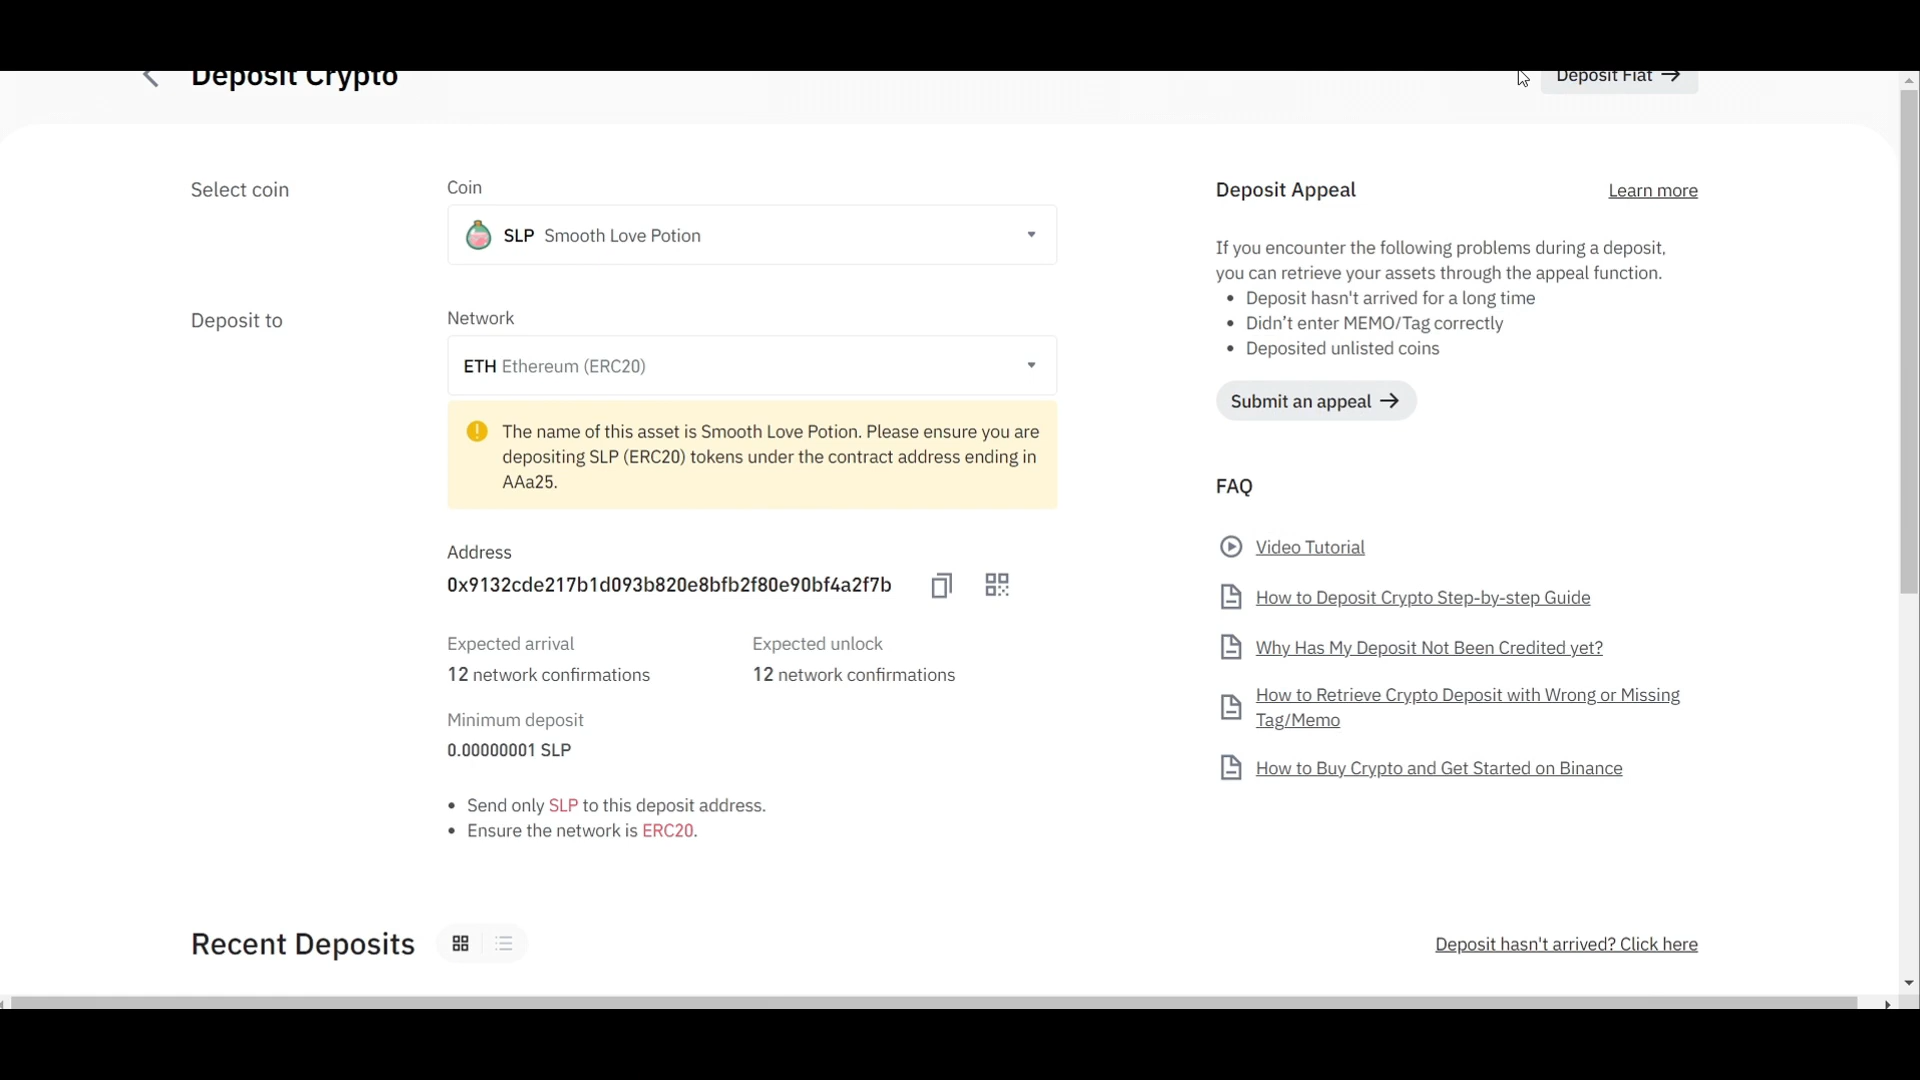 Deposit Crypto
Deposit Fiat
Select coin
Coin
SLP Smooth Love Potion
Deposit to
Network
ETH Ethereum (ERC20)
The name of this asset is Smooth Love Potion. Please ensure you are
depositing SLP (ERC20) tokens under the contract address ending in
AAa25.
Address
0x9132cde217b1d093b820e8bfb2f80e90bf4a2f7b
Expected arrival
12 network confirmations
Expected unlock
12 network confirmations
Minimum deposit
0.00000001 SLP
• Send only SLP to this deposit address.
• Ensure the network is ERC20.
Deposit Appeal
Learn more
If you encounter the following problems during a deposit,
you can retrieve your assets through the appeal function.
• Deposit hasn't arrived for a long time
• Didn’t enter MEMO/Tag correctly
• Deposited unlisted coins
Submit an appeal
FAQ
Video Tutorial
How to Deposit Crypto Step-by-step Guide
Why Has My Deposit Not Been Credited yet?
How to Retrieve Crypto Deposit with Wrong or Missing
Tag/Memo
How to Buy Crypto and Get Started on Binance
Recent Deposits
Deposit hasn't arrived? Click here